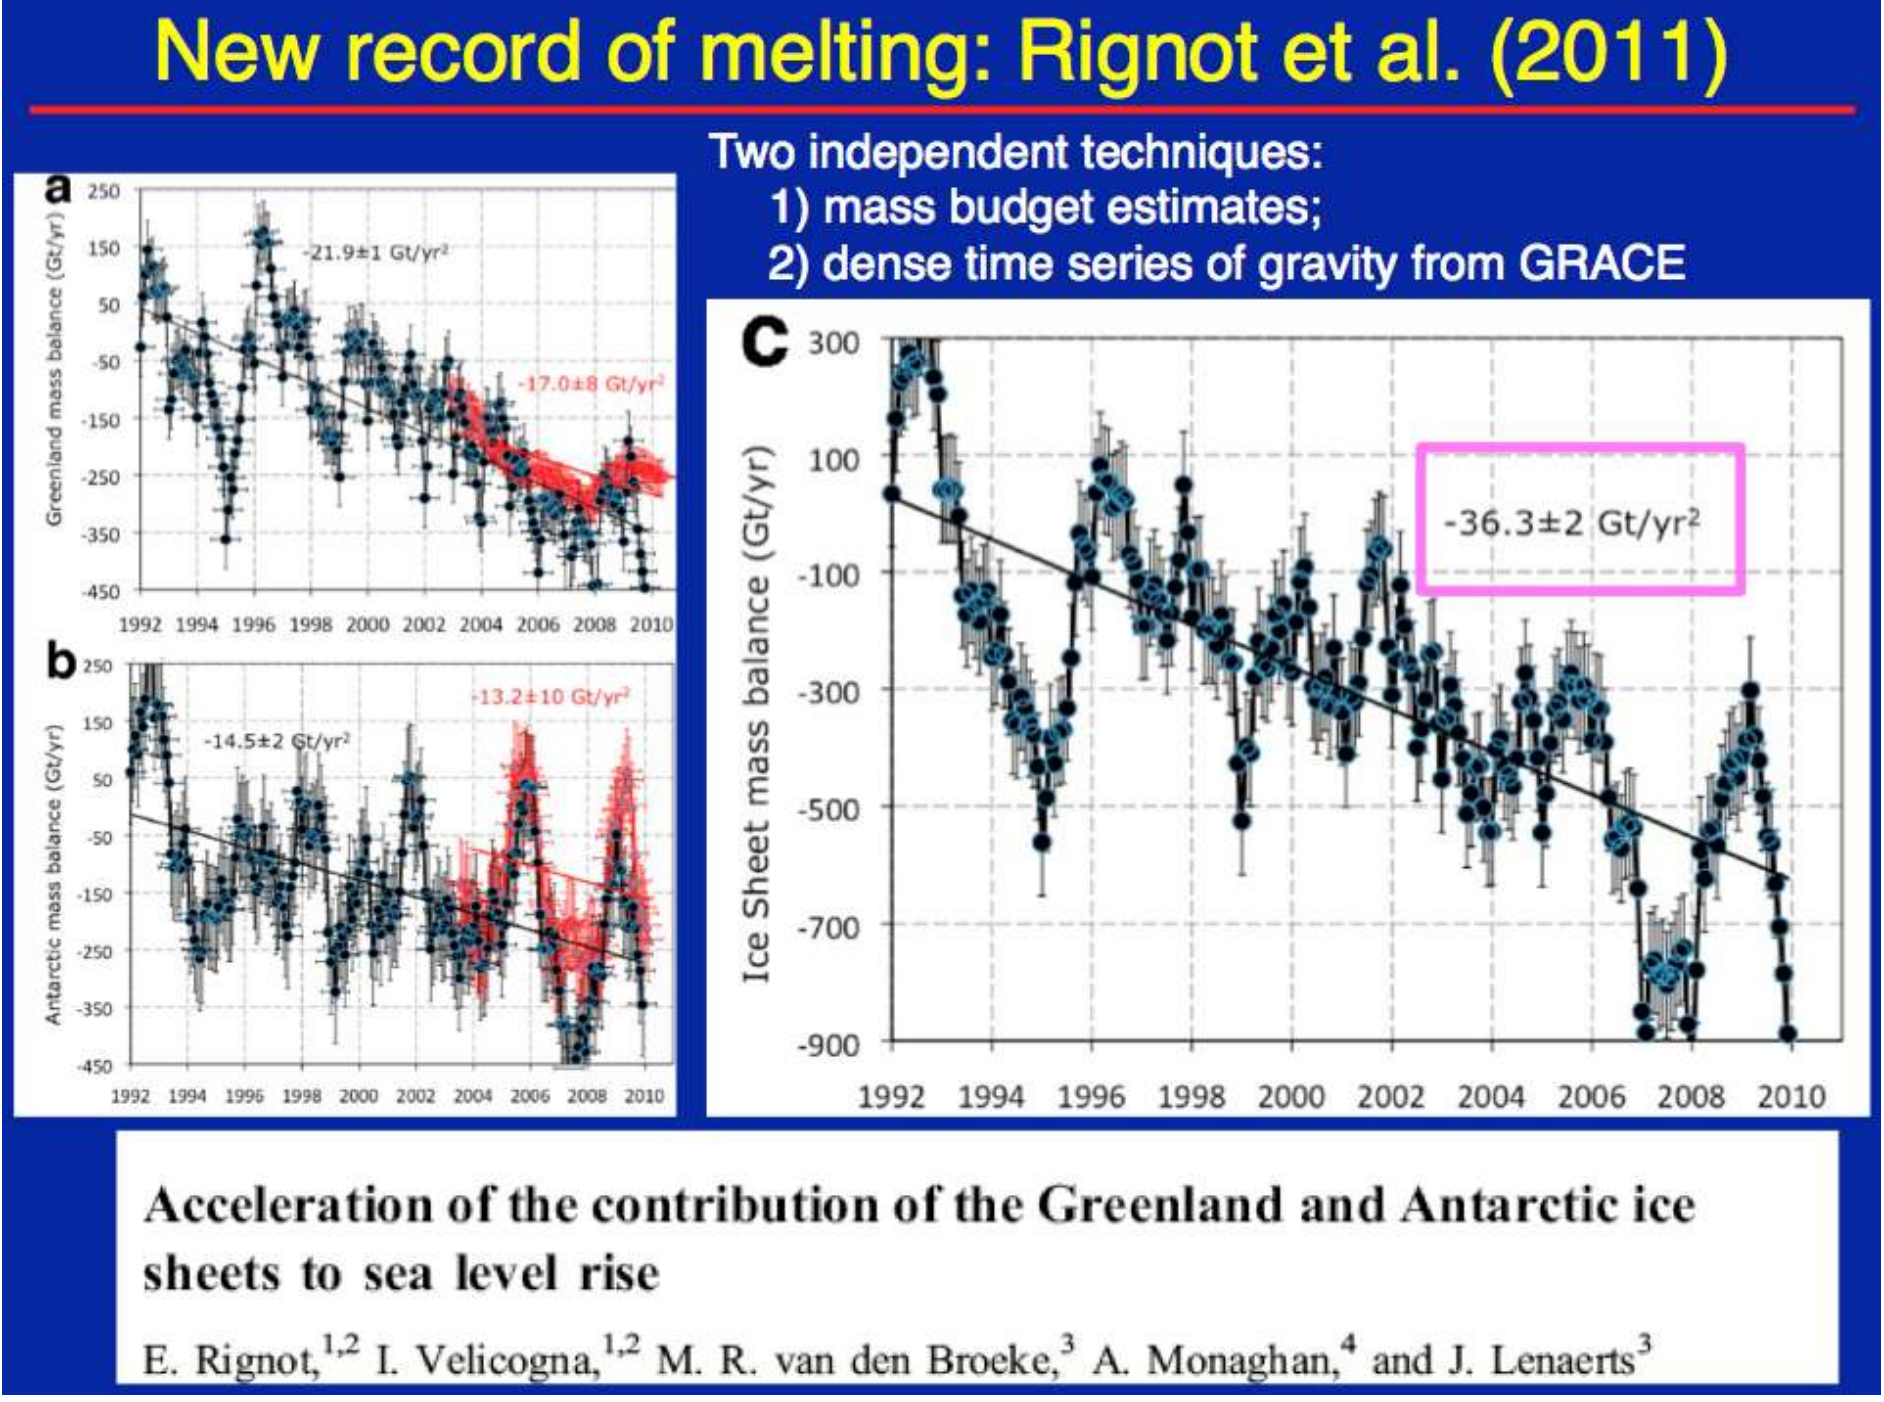 New record of melting: Rignot et al. (2011)
Two independent techniques:
1) mass budget estimates;
2) dense time series of gravity from GRACE
a
Greenland mass balance (Gt/yr)
250
150
50
-50
-150
-250
-350
-450
-21.9±1 Gt/yr²
-17.0±8 Gt/yr²
1992 1994 1996 1998 2000 2002 2004 2006 2008 2010
b
Antarctic mass balance (Gt/yr)
250
150
50
-50
-150
-250
-350
-450
-13.2±10 Gt/yr²
-14.5±2 Gt/yr²
1992 1994 1996 1998 2000 2002 2004 2006 2008 2010
c
Ice Sheet mass balance (Gt/yr)
300
100
-100
-300
-500
-700
-900
-36.3±2 Gt/yr²
1992 1994 1996 1998 2000 2002 2004 2006 2008 2010
Acceleration of the contribution of the Greenland and Antarctic ice
sheets to sea level rise
E. Rignot,¹,² I. Velicogna,¹,² M. R. van den Broeke,³ A. Monaghan,⁴ and J. Lenaerts³